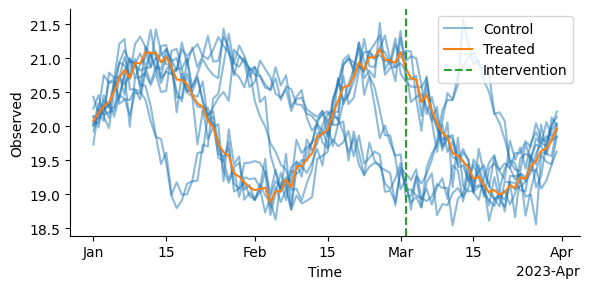 21.5
21.0
20.5
20.0
19.5
19.0
18.5
Observed
Control
Treated
Intervention
Jan
15
Feb
15
Mar
15
Apr
Time
2023-Apr